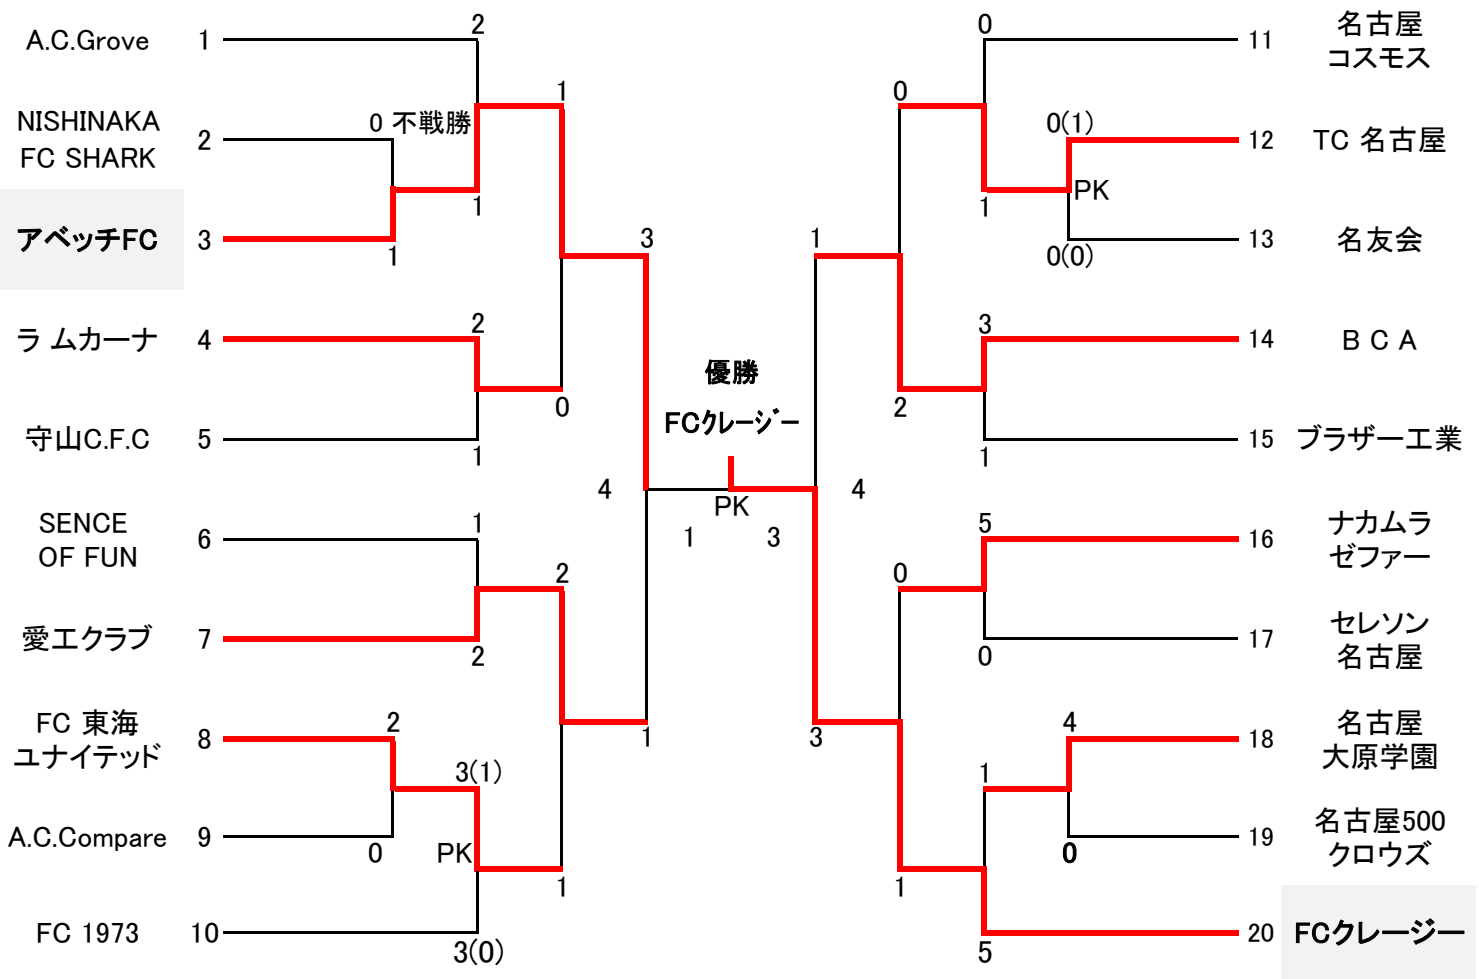 A.C.Grove 1
NISHINAKA
FC SHARK 2
アベッチFC 3
ラ ムカーナ 4
守山C.F.C 5
SENCE
OF FUN 6
愛工クラブ 7
FC 東海
ユナイテッド 8
A.C.Compare 9
FC 1973 10
2
0 不戦勝
1
1
1
2
1
0
3
1
2
2
2
0
3(1)
PK
3(0)
1
1
4
優勝
FCクレージー
PK
1 3
4
1
3
0
0
0(1)
PK
0(0)
1
3
2
1
5
0
0
4
1
0
1
5
11 名古屋
コスモス
12 TC 名古屋
13 名友会
14 B C A
15 ブラザー工業
16 ナカムラ
ゼファー
17 セレソン
名古屋
18 名古屋
大原学園
19 名古屋500
クロウズ
20 FCクレージー